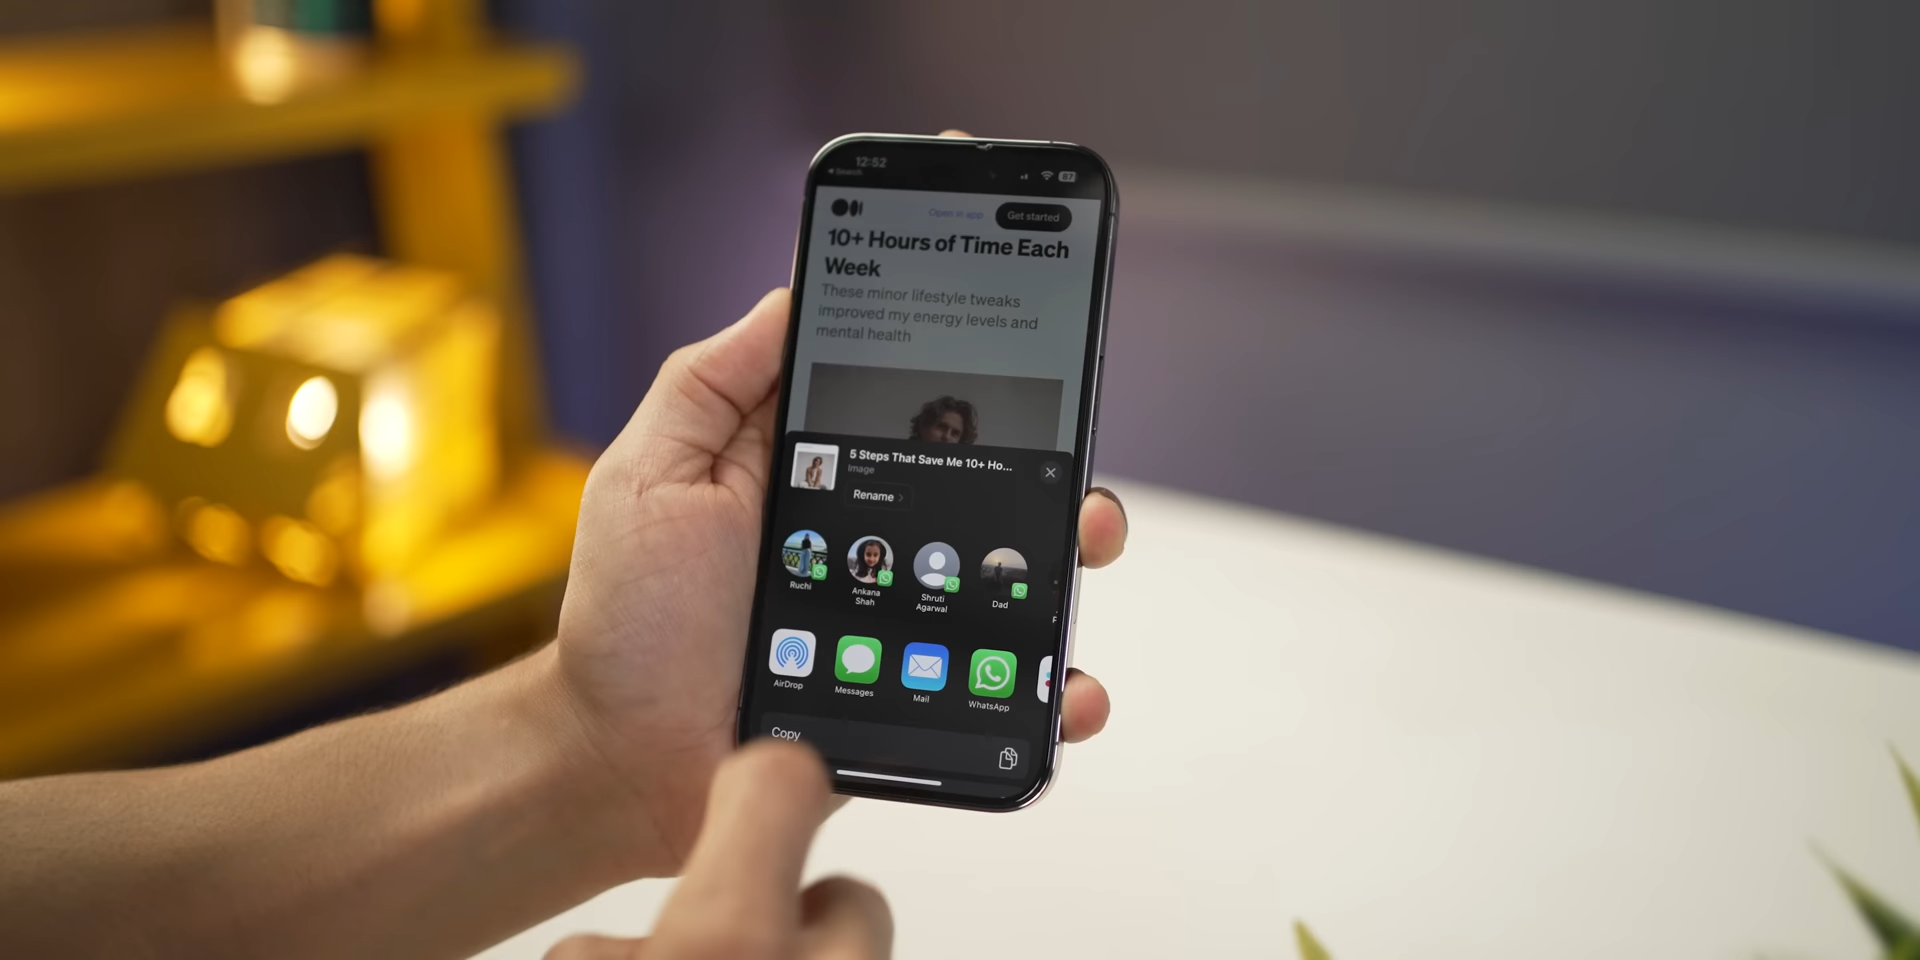 12:52
Search
87
Open in app
Get started
10+ Hours of Time Each
Week
These minor lifestyle tweaks
improved my energy levels and
mental health
5 Steps That Save Me 10+ Ho...
Image
Rename
Ruchi
Ankana
Shah
Shruti
Agarwal
Dad
AirDrop
Messages
Mail
WhatsApp
Copy